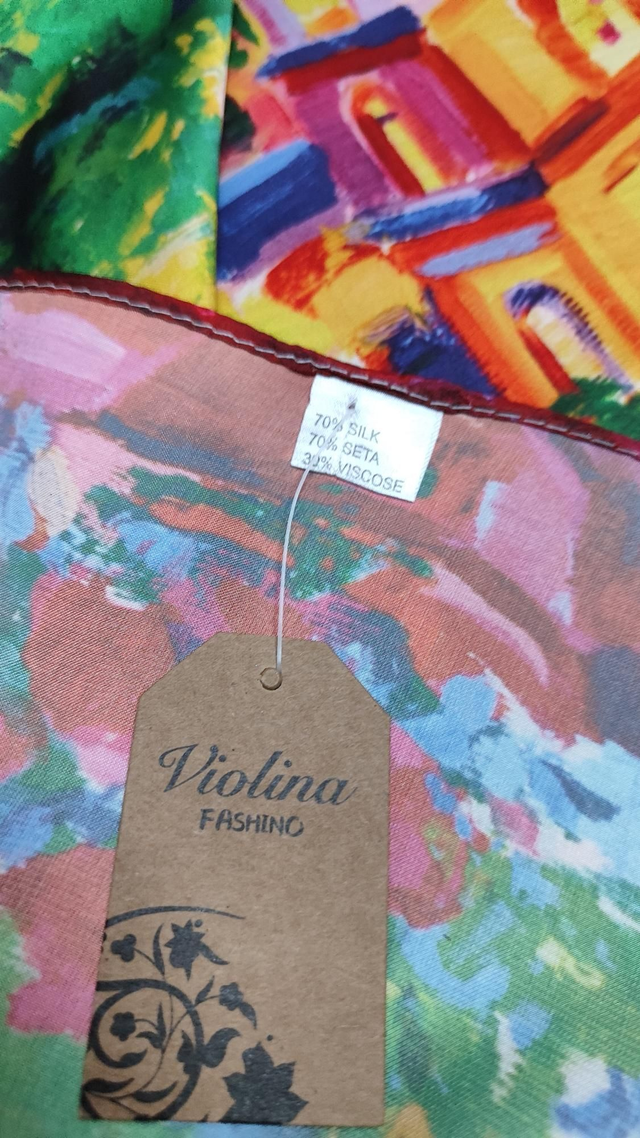 70% SILK
70% SETA
30% VISCOSE
Violina
FASHINO